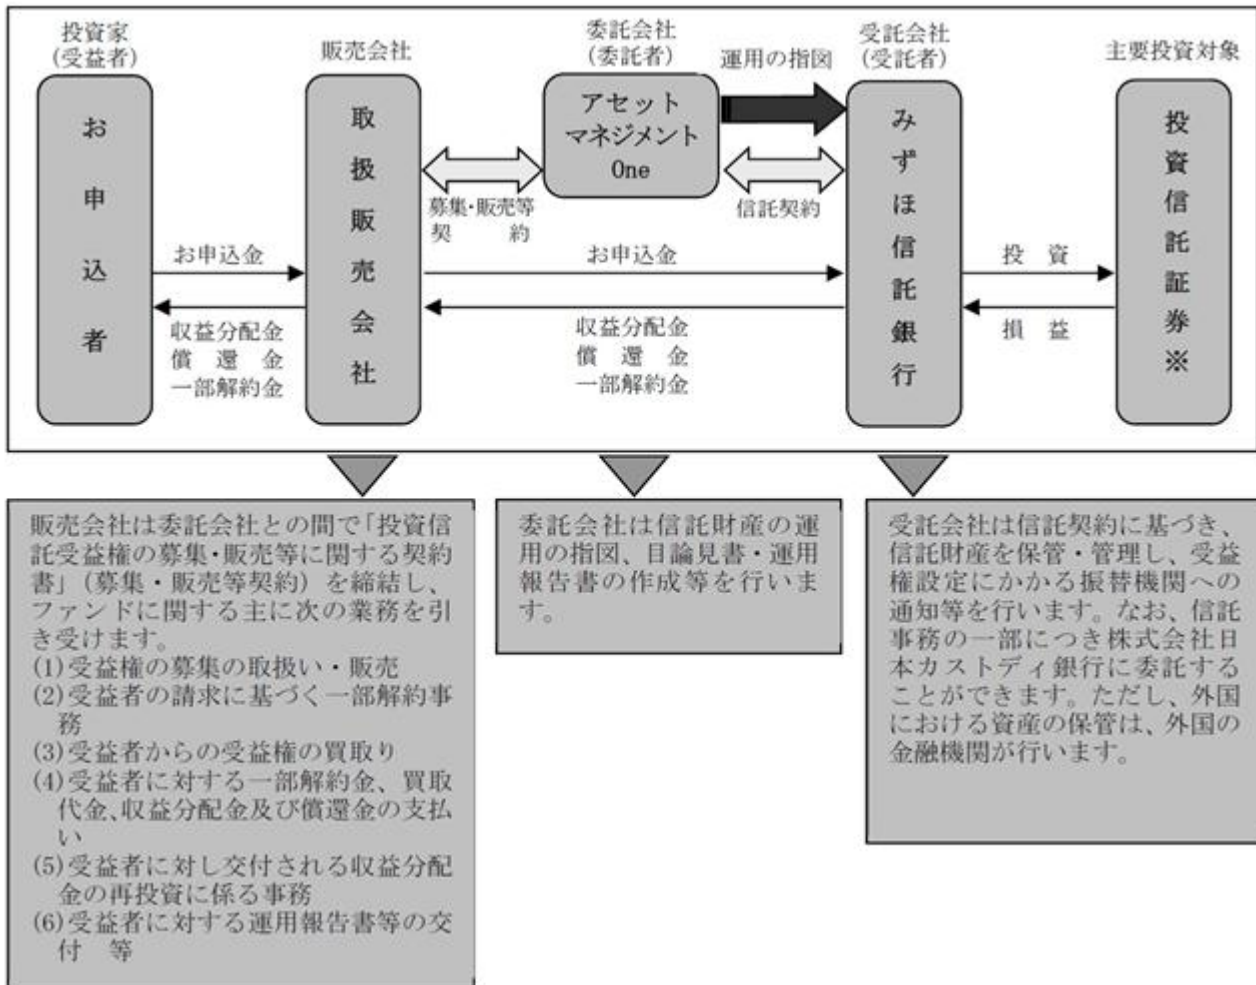 投資家
(受益者)
販売会社
委託会社
(委託者)
運用の指図
受託会社
(受託者)
主要投資対象
お申込者
取扱販売会社
アセット
マネジメント
One
みずほ信託銀行
投資信託証券※
募集・販売等
契　約
信託契約
お申込金
お申込金
投　資
収益分配金
償　還　金
一部解約金
収益分配金
償　還　金
一部解約金
損　益
販売会社は委託会社との間で「投資信
託受益権の募集・販売等に関する契約
書」(募集・販売等契約) を締結し、
ファンドに関する主に次の業務を引
き受けます。
(1)受益権の募集の取扱い・販売
(2)受益者の請求に基づく一部解約事
務
(3)受益者からの受益権の買取り
(4)受益者に対する一部解約金、買取
代金、収益分配金及び償還金の支払
い
(5)受益者に対し交付される収益分配
金の再投資に係る事務
(6)受益者に対する運用報告書等の交
付　等
委託会社は信託財産の運
用の指図、目論見書・運用
報告書の作成等を行いま
す。
受託会社は信託契約に基づき、
信託財産を保管・管理し、受益
権設定にかかる振替機関への
通知等を行います。なお、信託
事務の一部につき株式会社日
本カストディ銀行に委託する
ことができます。ただし、外国
における資産の保管は、外国の
金融機関が行います。